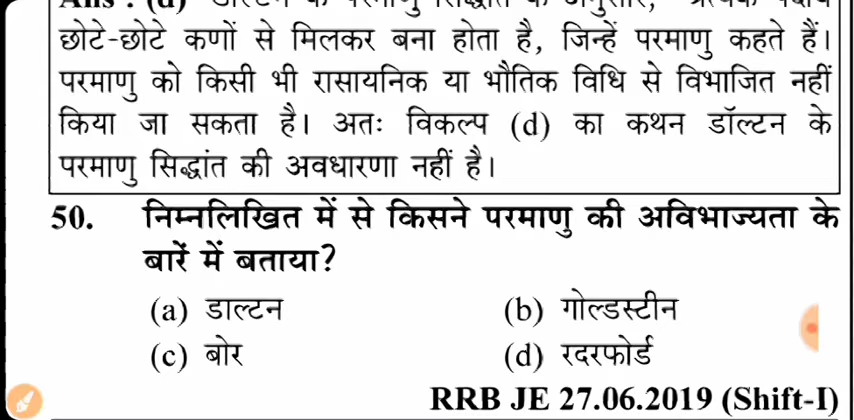 छोटे-छोटे कणों से मिलकर बना होता है, जिन्हें परमाणु कहते हैं।
परमाणु को किसी भी रासायनिक या भौतिक विधि से विभाजित नहीं
किया जा सकता है। अतः विकल्प (d) का कथन डॉल्टन के
परमाणु सिद्धांत की अवधारणा नहीं है।
50. निम्नलिखित में से किसने परमाणु की अविभाज्यता के
बारें में बताया?
(a) डाल्टन (b) गोल्डस्टीन
(c) बोर (d) रदरफोर्ड
RRB JE 27.06.2019 (Shift-I)